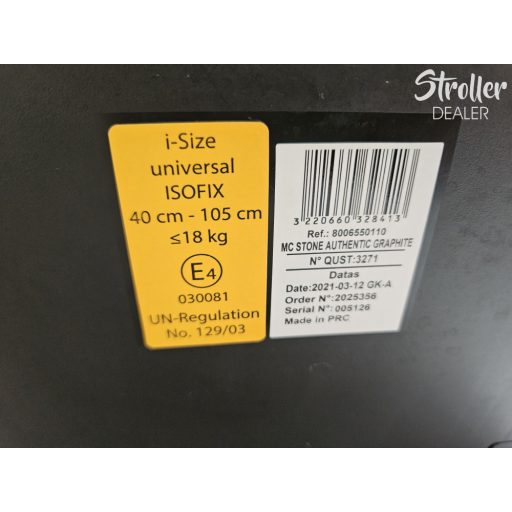 Stroller
DEALER
i-Size
universal
ISOFIX
40 cm - 105 cm
≤18 kg
E4
030081
UN-Regulation
No. 129/03
3 220660 328413
Ref.: 8006550110
MC STONE AUTHENTIC GRAPHITE
N° QUST:3271
Datas
Date:2021-03-12 GK-A
Order N°:2025356
Serial N°: 005126
Made in PRC